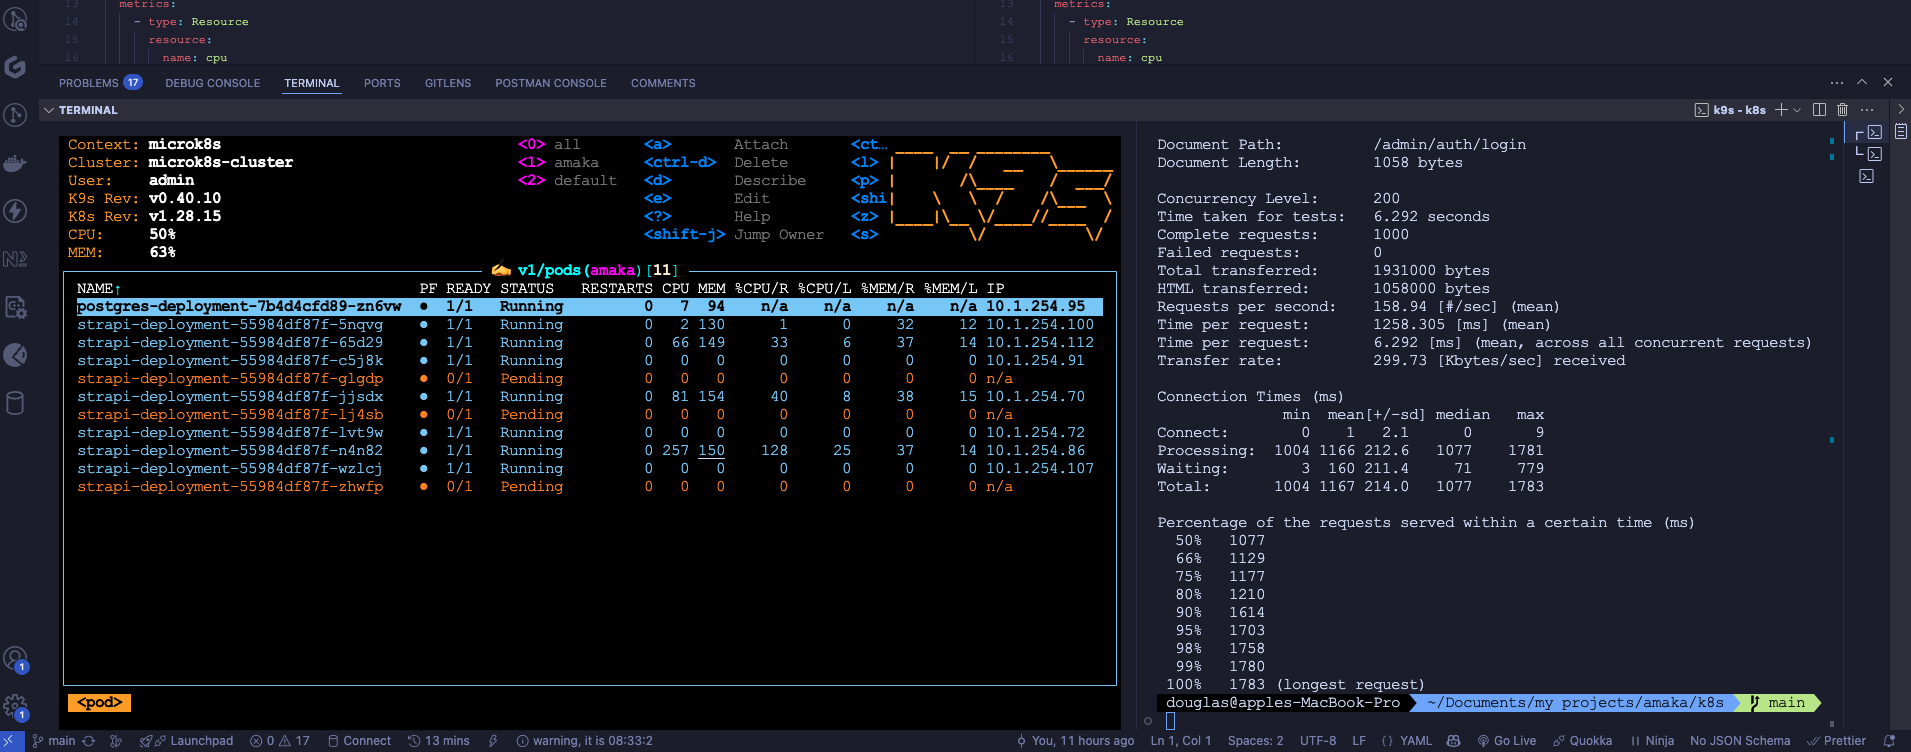 13 metrics:
14 - type: Resource
15 resource:
16 name: cpu
13 metrics:
14 - type: Resource
15 resource:
16 name: cpu
PROBLEMS 17 DEBUG CONSOLE TERMINAL PORTS GITLENS POSTMAN CONSOLE COMMENTS
TERMINAL
k9s - k8s
Context: microk8s
Cluster: microk8s-cluster
User: admin
K9s Rev: v0.40.10
K8s Rev: v1.28.15
CPU: 50%
MEM: 63%
<0> all
<1> amaka
<2> default
<a> Attach
<ctrl-d> Delete
<d> Describe
<e> Edit
<?> Help
<shift-j> Jump Owner
<ct…
<l>
<p>
<shi
<z>
<s>
K9s
v1/pods(amaka)[11]
NAME↑ PF READY STATUS RESTARTS CPU MEM %CPU/R %CPU/L %MEM/R %MEM/L IP
postgres-deployment-7b4d4cfd89-zn6vw ● 1/1 Running 0 7 94 n/a n/a n/a n/a 10.1.254.95
strapi-deployment-55984df87f-5nqvg ● 1/1 Running 0 2 130 1 0 32 12 10.1.254.100
strapi-deployment-55984df87f-65d29 ● 1/1 Running 0 66 149 33 6 37 14 10.1.254.112
strapi-deployment-55984df87f-c5j8k ● 1/1 Running 0 0 0 0 0 0 0 10.1.254.91
strapi-deployment-55984df87f-glgdp ● 0/1 Pending 0 0 0 0 0 0 0 n/a
strapi-deployment-55984df87f-jjsdx ● 1/1 Running 0 81 154 40 8 38 15 10.1.254.70
strapi-deployment-55984df87f-lj4sb ● 0/1 Pending 0 0 0 0 0 0 0 n/a
strapi-deployment-55984df87f-lvt9w ● 1/1 Running 0 0 0 0 0 0 0 10.1.254.72
strapi-deployment-55984df87f-n4n82 ● 1/1 Running 0 257 150 128 25 37 14 10.1.254.86
strapi-deployment-55984df87f-wzlcj ● 1/1 Running 0 0 0 0 0 0 0 10.1.254.107
strapi-deployment-55984df87f-zhwfp ● 0/1 Pending 0 0 0 0 0 0 0 n/a
<pod>
Document Path: /admin/auth/login
Document Length: 1058 bytes
Concurrency Level: 200
Time taken for tests: 6.292 seconds
Complete requests: 1000
Failed requests: 0
Total transferred: 1931000 bytes
HTML transferred: 1058000 bytes
Requests per second: 158.94 [#/sec] (mean)
Time per request: 1258.305 [ms] (mean)
Time per request: 6.292 [ms] (mean, across all concurrent requests)
Transfer rate: 299.73 [Kbytes/sec] received
Connection Times (ms)
min mean[+/-sd] median max
Connect: 0 1 2.1 0 9
Processing: 1004 1166 212.6 1077 1781
Waiting: 3 160 211.4 71 779
Total: 1004 1167 214.0 1077 1783
Percentage of the requests served within a certain time (ms)
50% 1077
66% 1129
75% 1177
80% 1210
90% 1614
95% 1703
98% 1758
99% 1780
100% 1783 (longest request)
douglas@apples-MacBook-Pro ~/Documents/my projects/amaka/k8s main
1
1
main Launchpad 0 17 Connect 13 mins warning, it is 08:33:2 You, 11 hours ago Ln 1, Col 1 Spaces: 2 UTF-8 LF {} YAML Go Live Quokka Ninja No JSON Schema Prettier